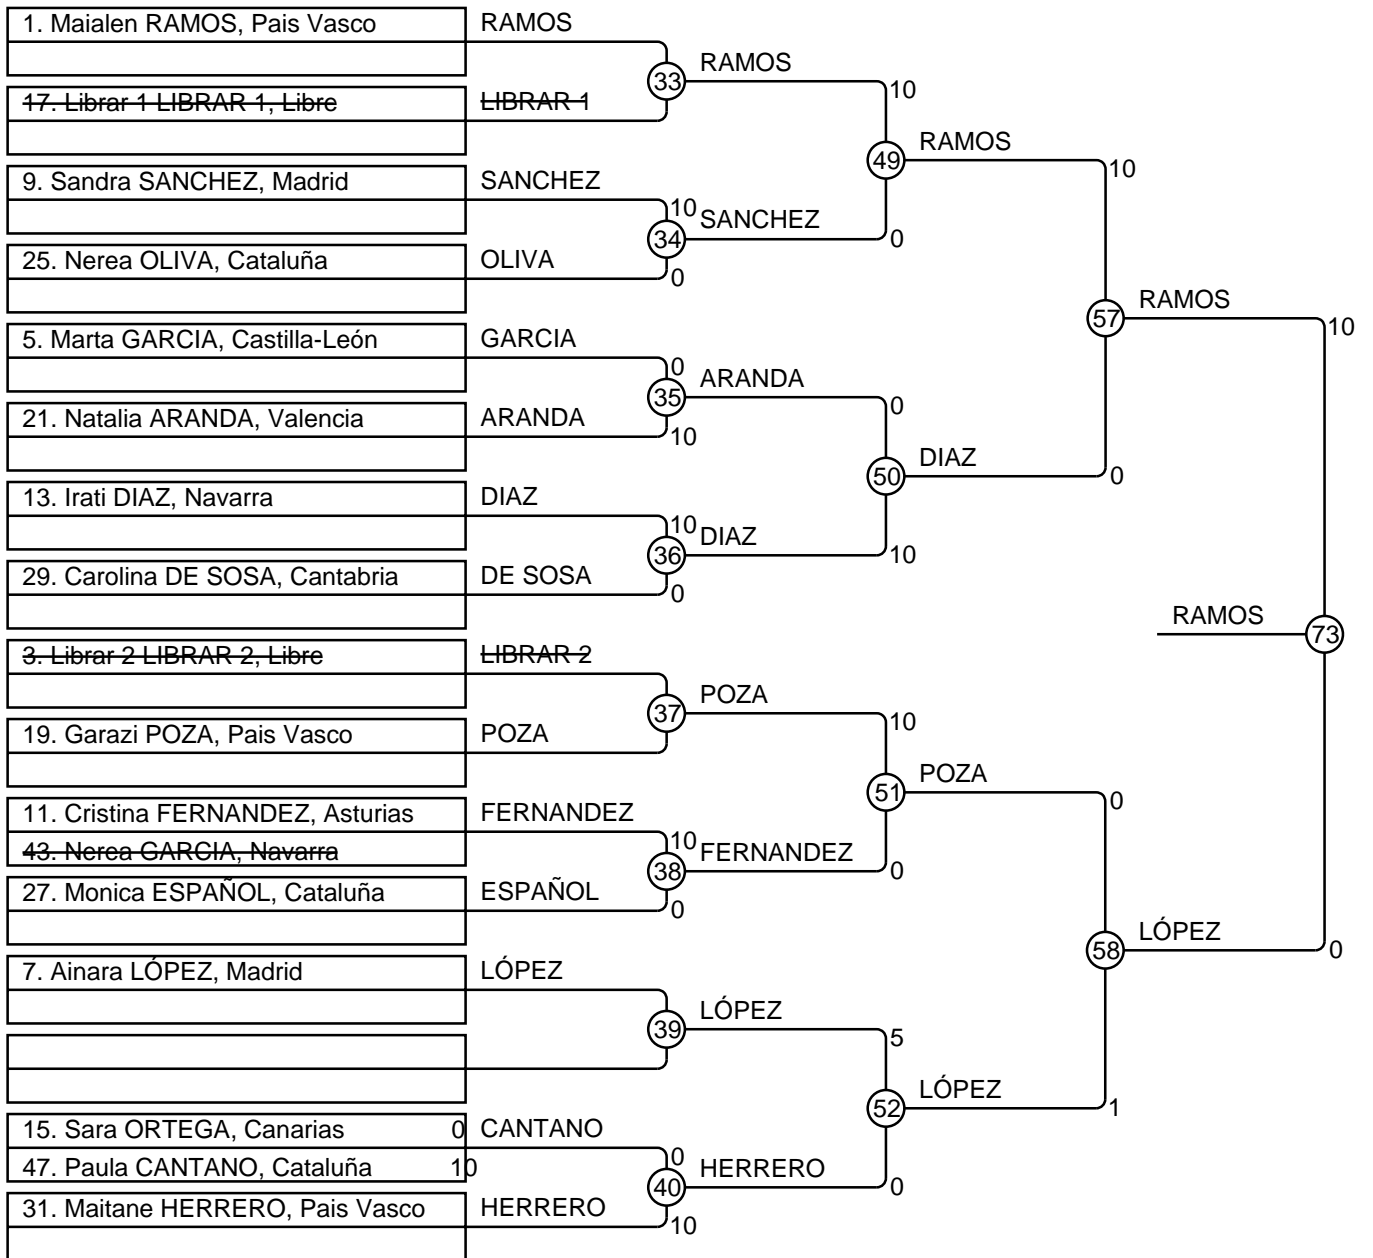 1. Maialen RAMOS, Pais Vasco
RAMOS
33
RAMOS
10
17. Librar 1 LIBRAR 1, Libre
LIBRAR 1
49
RAMOS
10
9. Sandra SANCHEZ, Madrid
SANCHEZ
10
34
SANCHEZ
0
25. Nerea OLIVA, Cataluña
OLIVA
0
57
RAMOS
10
5. Marta GARCIA, Castilla-León
GARCIA
0
35
ARANDA
0
21. Natalia ARANDA, Valencia
ARANDA
10
50
DIAZ
0
13. Irati DIAZ, Navarra
DIAZ
10
36
DIAZ
10
29. Carolina DE SOSA, Cantabria
DE SOSA
0
RAMOS
73
3. Librar 2 LIBRAR 2, Libre
LIBRAR 2
37
POZA
10
19. Garazi POZA, Pais Vasco
POZA
51
POZA
0
11. Cristina FERNANDEZ, Asturias
FERNANDEZ
10
43. Nerea GARCIA, Navarra
38
FERNANDEZ
0
27. Monica ESPAÑOL, Cataluña
ESPAÑOL
0
58
LÓPEZ
0
7. Ainara LÓPEZ, Madrid
LÓPEZ
39
LÓPEZ
5
52
LÓPEZ
1
15. Sara ORTEGA, Canarias 0
CANTANO
0
47. Paula CANTANO, Cataluña 10
40
HERRERO
0
31. Maitane HERRERO, Pais Vasco
HERRERO
10